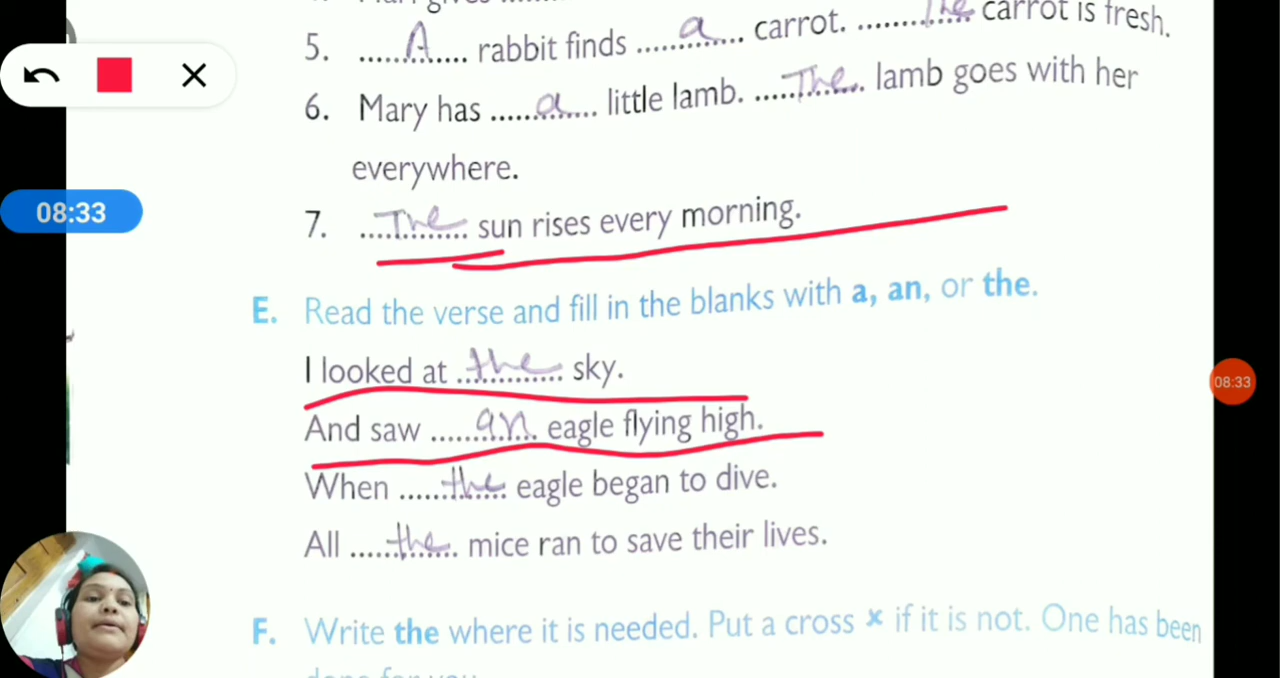 5. ......A...... rabbit finds ......a...... carrot. ......The carrot is fresh.
6. Mary has ......a...... little lamb. ......The... lamb goes with her
everywhere.
08:33
7. ...The...... sun rises every morning.
E. Read the verse and fill in the blanks with a, an, or the.
I looked at ...the...... sky.
08:33
And saw ......an... eagle flying high.
When ......the... eagle began to dive.
All ......the... mice ran to save their lives.
F. Write the where it is needed. Put a cross x if it is not. One has been